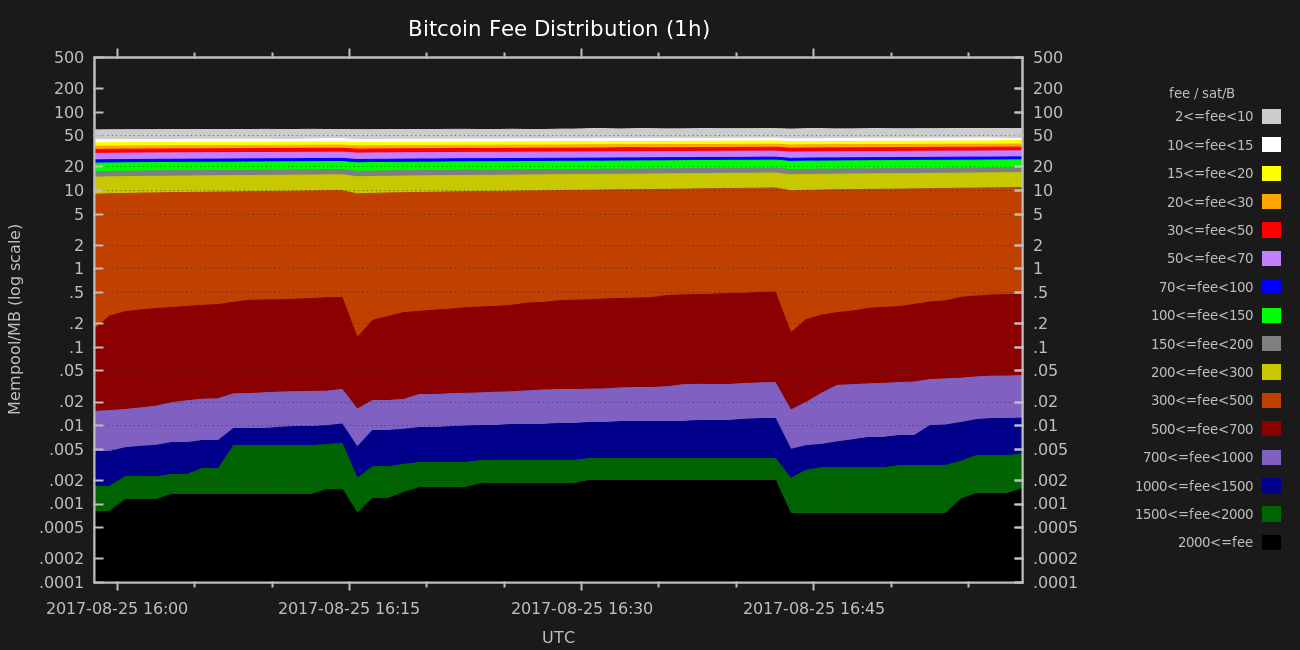 Bitcoin Fee Distribution (1h)
500 500
200 200
100 100
50 50
20 20
10 10
5 5
2 2
1 1
.5 .5
.2 .2
.1 .1
.05 .05
.02 .02
.01 .01
.005 .005
.002 .002
.001 .001
.0005 .0005
.0002 .0002
.0001 .0001
Mempool/MB (log scale)
2017-08-25 16:00 2017-08-25 16:15 2017-08-25 16:30 2017-08-25 16:45
UTC
fee / sat/B
2<=fee<10
10<=fee<15
15<=fee<20
20<=fee<30
30<=fee<50
50<=fee<70
70<=fee<100
100<=fee<150
150<=fee<200
200<=fee<300
300<=fee<500
500<=fee<700
700<=fee<1000
1000<=fee<1500
1500<=fee<2000
2000<=fee